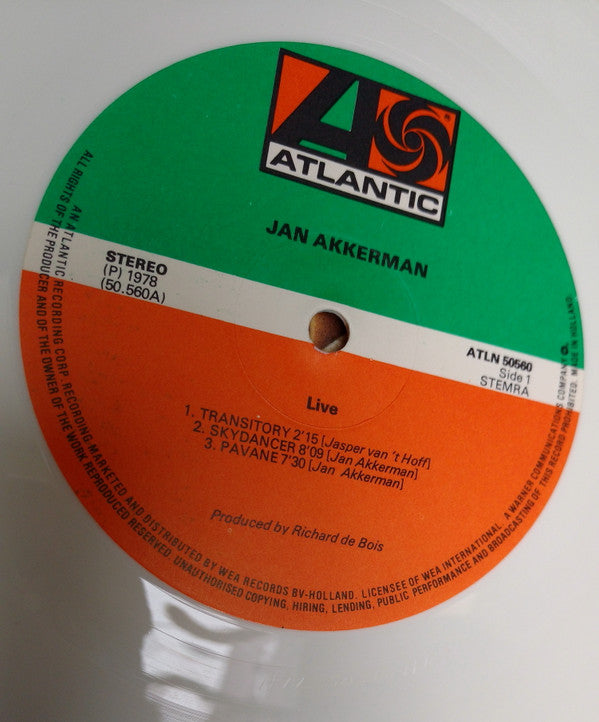 ATLANTIC
®
JAN AKKERMAN
STEREO
(P) 1978
(50.560A)
ATLN 50560
Side 1
STEMRA
Live
1. TRANSITORY 2'15 [Jasper van 't Hoff]
2. SKYDANCER 8'09 [Jan Akkerman]
3. PAVANE 7'30 [Jan Akkerman]
Produced by Richard de Bois
AN ATLANTIC RECORDING CORP. RECORDING MARKETED AND DISTRIBUTED BY WEA RECORDS BV-HOLLAND. LICENSEE OF WEA INTERNATIONAL. A WARNER COMMUNICATIONS COMPANY
ALL RIGHTS OF THE PRODUCER AND OF THE OWNER OF THE WORK REPRODUCED RESERVED. UNAUTHORISED COPYING, HIRING, LENDING, PUBLIC PERFORMANCE AND BROADCASTING OF THIS RECORD PROHIBITED. MADE IN HOLLAND.